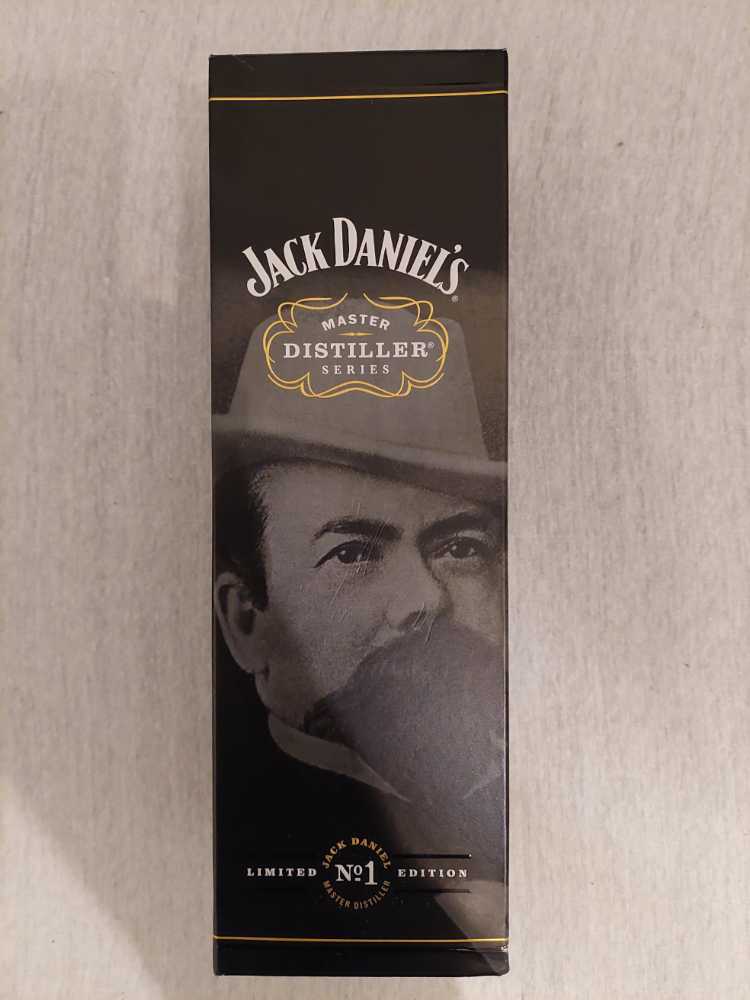 JACK DANIEL'S®
MASTER
DISTILLER®
SERIES
JACK DANIEL
LIMITED Nº1 EDITION
MASTER DISTILLER